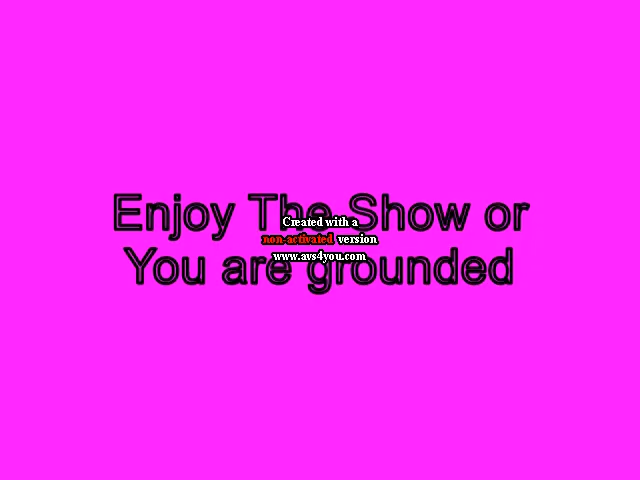 Enjoy The Show or
You are grounded
Created with a
non-activated version
www.avs4you.com